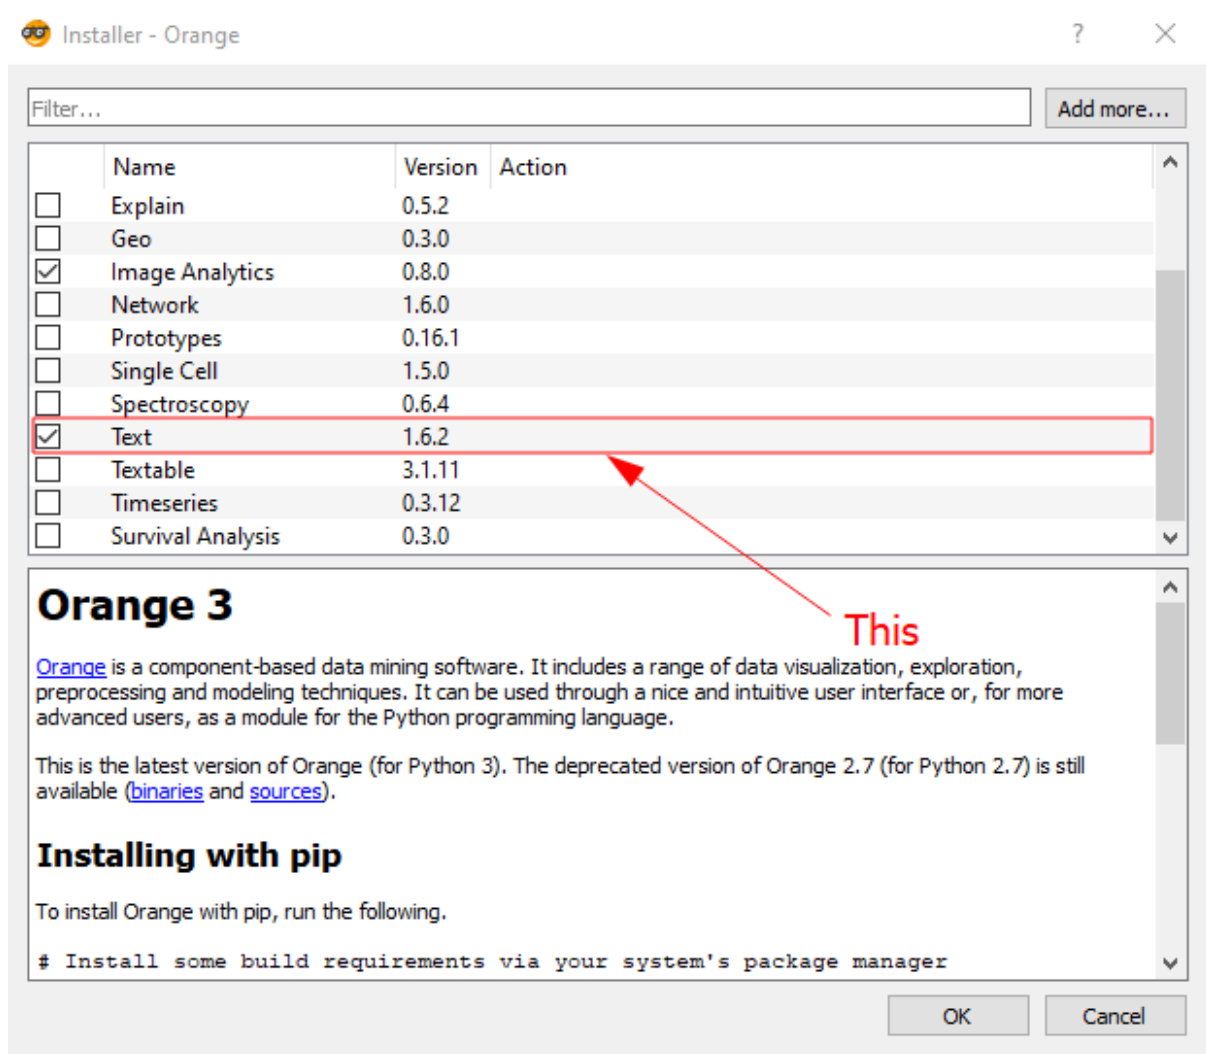 Installer - Orange
?
Filter...
Add more...
Name Version Action
Explain 0.5.2
Geo 0.3.0
Image Analytics 0.8.0
Network 1.6.0
Prototypes 0.16.1
Single Cell 1.5.0
Spectroscopy 0.6.4
Text 1.6.2
Textable 3.1.11
Timeseries 0.3.12
Survival Analysis 0.3.0
Orange 3
This
Orange is a component-based data mining software. It includes a range of data visualization, exploration,
preprocessing and modeling techniques. It can be used through a nice and intuitive user interface or, for more
advanced users, as a module for the Python programming language.
This is the latest version of Orange (for Python 3). The deprecated version of Orange 2.7 (for Python 2.7) is still
available (binaries and sources).
Installing with pip
To install Orange with pip, run the following.
# Install some build requirements via your system's package manager
OK Cancel